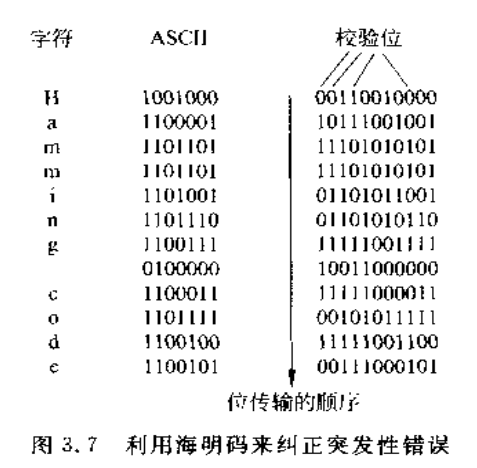 字符 ASCII 校验位
H 1001000 00110010000
a 1100001 10111001001
m 1101101 11101010101
m 1101101 11101010101
i 1101001 01101011001
n 1101110 01101010110
g 1100111 11111001111
0100000 10011000000
c 1100011 11111000011
o 1101111 00101011111
d 1100100 11111001100
e 1100101 00111000101
位传输的顺序
图 3.7 利用海明码来纠正突发性错误